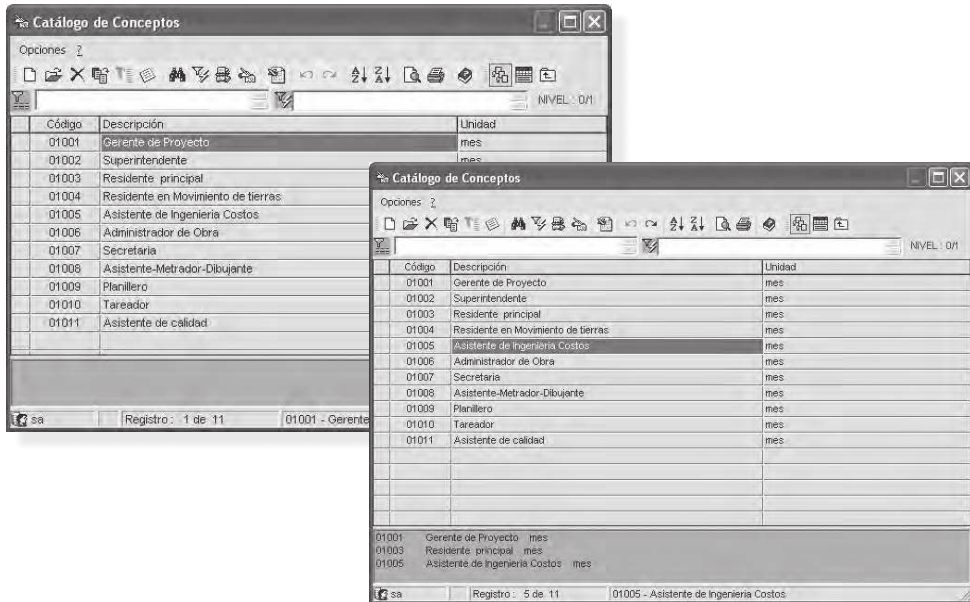 Catálogo de Conceptos
Opciones ?
NIVEL : 0/1
Código Descripción Unidad
01001 Gerente de Proyecto mes
01002 Superintendente mes
01003 Residente principal
01004 Residente en Movimiento de tierras
01005 Asistente de Ingenieria Costos
01006 Administrador de Obra
01007 Secretaria
01008 Asistente-Metrador-Dibujante
01009 Planillero
01010 Tareador
01011 Asistente de calidad
sa Registro : 1 de 11 01001 - Gerente
Catálogo de Conceptos
Opciones ?
NIVEL : 0/1
Código Descripción Unidad
01001 Gerente de Proyecto mes
01002 Superintendente mes
01003 Residente principal mes
01004 Residente en Movimiento de tierras mes
01005 Asistente de Ingenieria Costos mes
01006 Administrador de Obra mes
01007 Secretaria mes
01008 Asistente-Metrador-Dibujante mes
01009 Planillero mes
01010 Tareador mes
01011 Asistente de calidad mes
01001 Gerente de Proyecto mes
01003 Residente principal mes
01005 Asistente de Ingenieria Costos mes
sa Registro : 5 de 11 01005 - Asistente de Ingenieria Costos